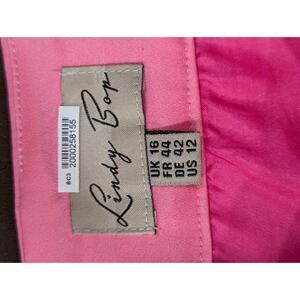 Lindy Bop
BC3
2000258155
UK 16
FR 44
DE 42
US 12